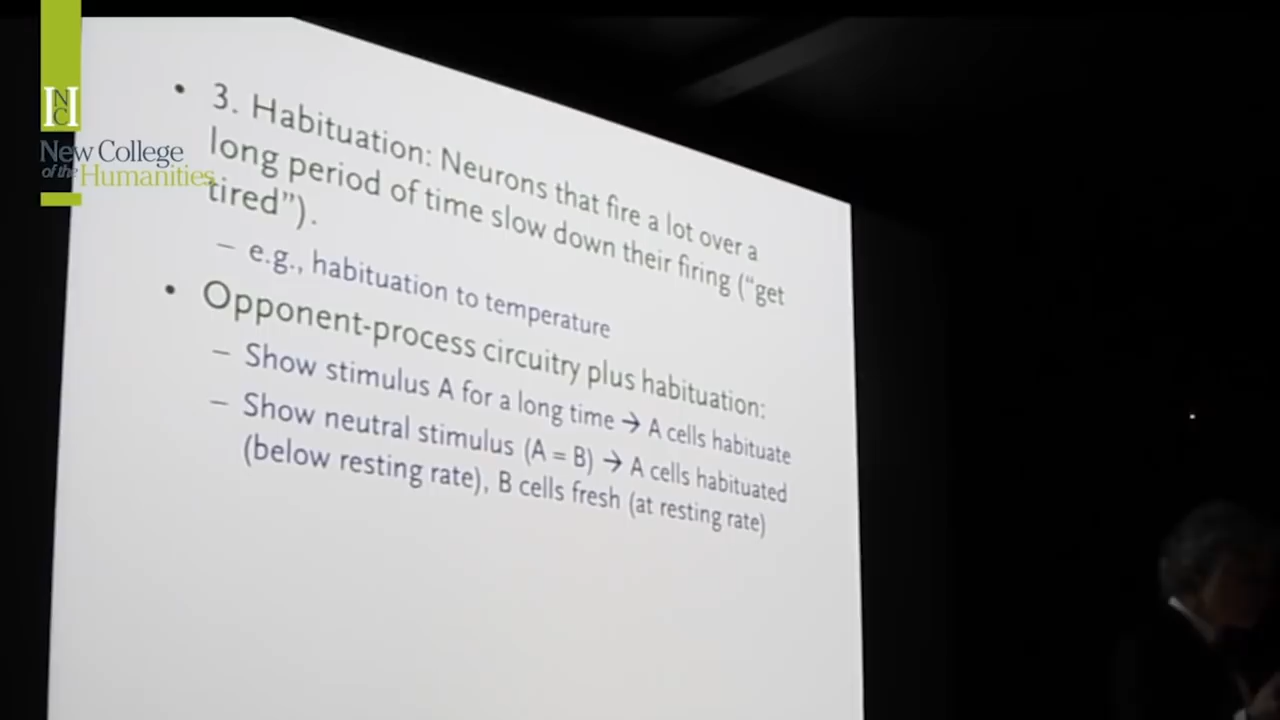 NCH
New College
of the Humanities
• 3. Habituation: Neurons that fire a lot over a
long period of time slow down their firing (“get
tired”).
– e.g., habituation to temperature
• Opponent-process circuitry plus habituation:
– Show stimulus A for a long time → A cells habituate
– Show neutral stimulus (A = B) → A cells habituated
(below resting rate), B cells fresh (at resting rate)